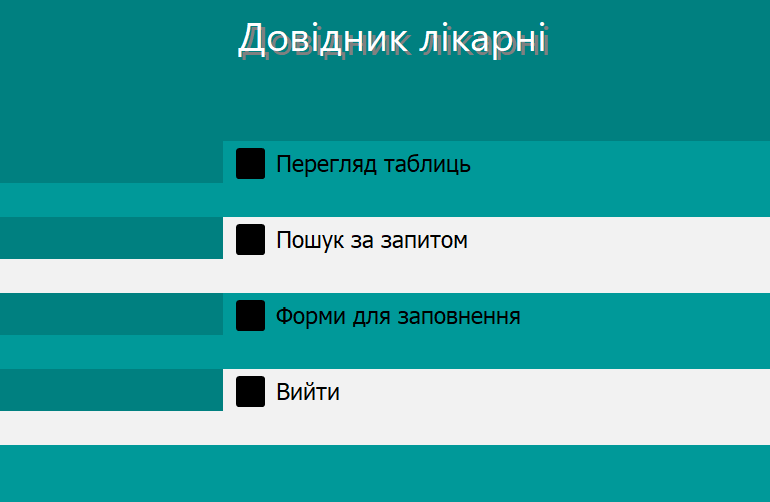 Довідник лікарні
Перегляд таблиць
Пошук за запитом
Форми для заповнення
Вийти